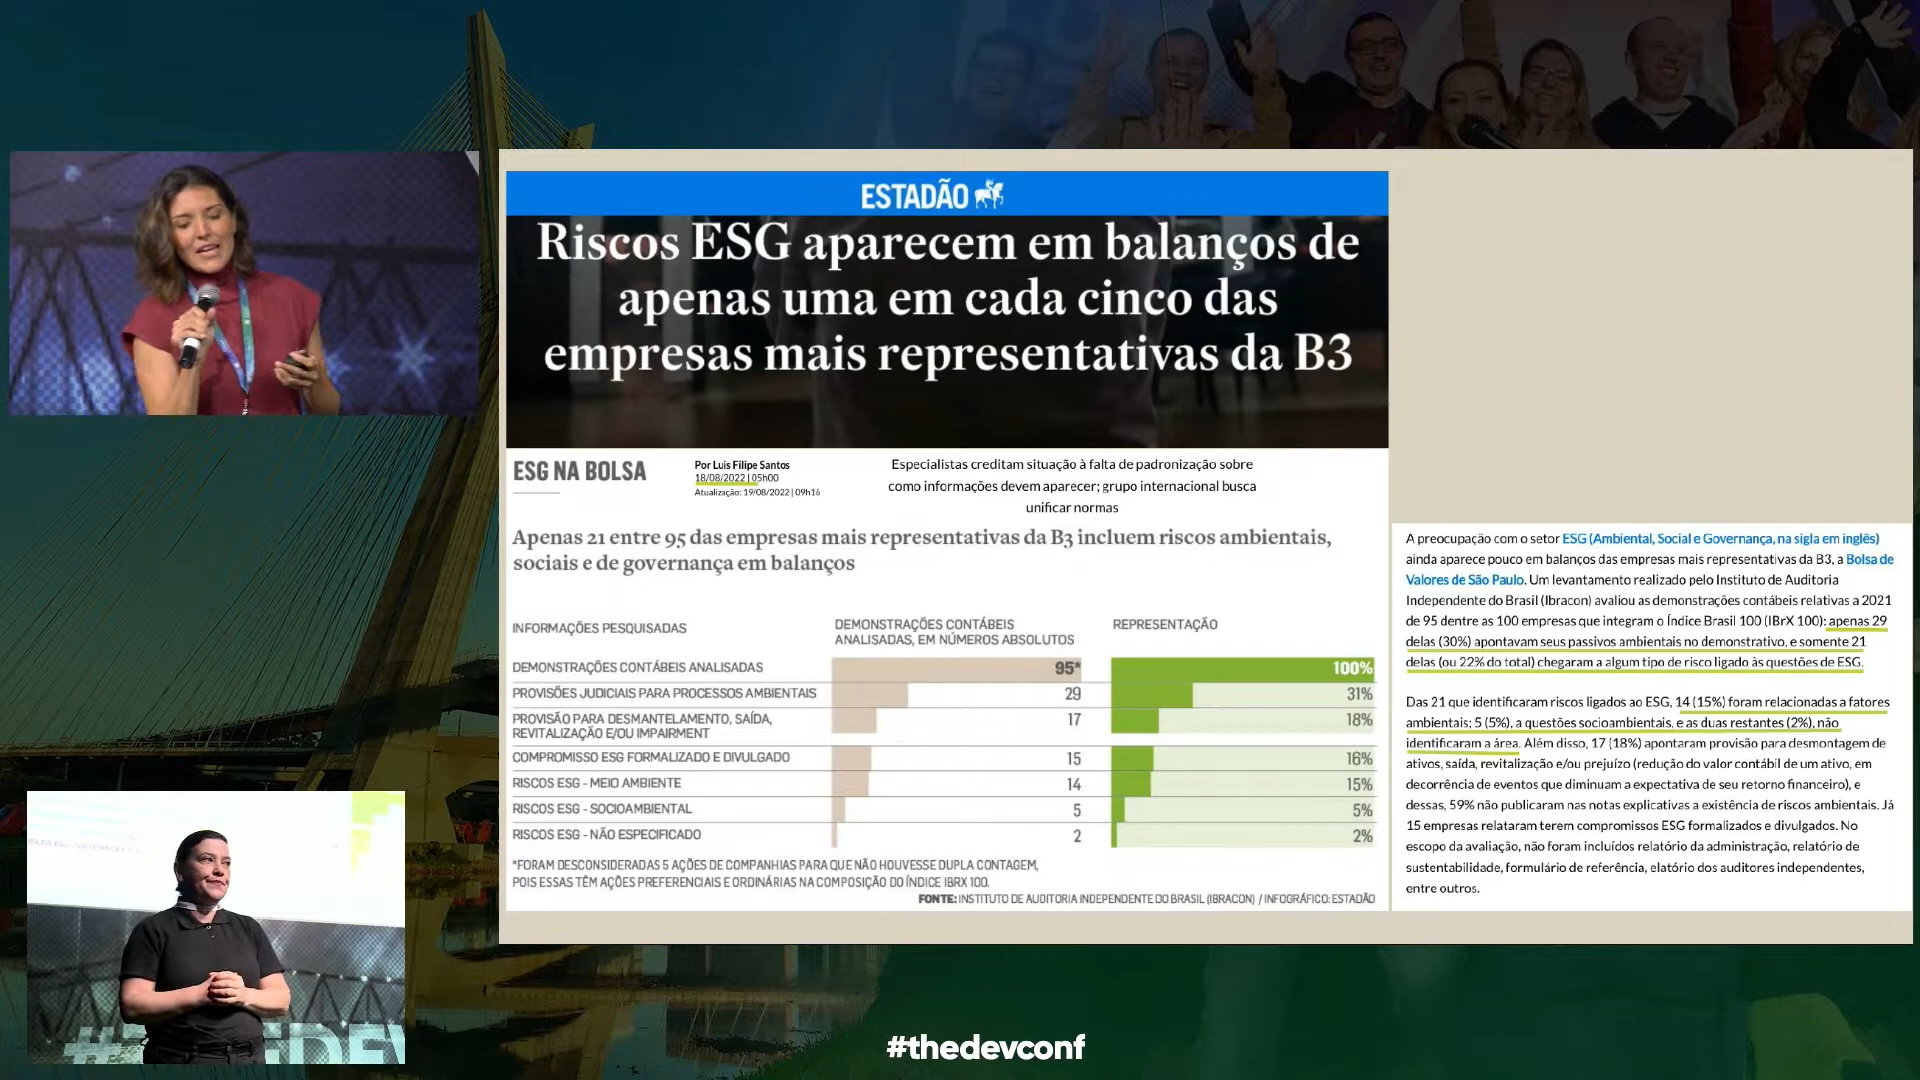 ESTADÃO
Riscos ESG aparecem em balanços de
apenas uma em cada cinco das
empresas mais representativas da B3
ESG NA BOLSA
Por Luis Filipe Santos
18/08/2022 | 05h00
Atualização: 19/08/2022 | 09h16
Especialistas creditam situação à falta de padronização sobre
como informações devem aparecer; grupo internacional busca
unificar normas
Apenas 21 entre 95 das empresas mais representativas da B3 incluem riscos ambientais,
sociais e de governança em balanços
INFORMAÇÕES PESQUISADAS
DEMONSTRAÇÕES CONTÁBEIS
ANALISADAS, EM NÚMEROS ABSOLUTOS
REPRESENTAÇÃO
DEMONSTRAÇÕES CONTÁBEIS ANALISADAS 95* 100%
PROVISÕES JUDICIAIS PARA PROCESSOS AMBIENTAIS 29 31%
PROVISÃO PARA DESMANTELAMENTO, SAÍDA, 17 18%
REVITALIZAÇÃO E/OU IMPAIRMENT
COMPROMISSO ESG FORMALIZADO E DIVULGADO 15 16%
RISCOS ESG - MEIO AMBIENTE 14 15%
RISCOS ESG - SOCIOAMBIENTAL 5 5%
RISCOS ESG - NÃO ESPECIFICADO 2 2%
*FORAM DESCONSIDERADAS 5 AÇÕES DE COMPANHIAS PARA QUE NÃO HOUVESSE DUPLA CONTAGEM,
POIS ESSAS TÊM AÇÕES PREFERENCIAIS E ORDINÁRIAS NA COMPOSIÇÃO DO ÍNDICE IBRX 100.
FONTE: INSTITUTO DE AUDITORIA INDEPENDENTE DO BRASIL (IBRACON) / INFOGRÁFICO: ESTADÃO
A preocupação com o setor ESG (Ambiental, Social e Governança, na sigla em inglês)
ainda aparece pouco em balanços das empresas mais representativas da B3, a Bolsa de
Valores de São Paulo. Um levantamento realizado pelo Instituto de Auditoria
Independente do Brasil (Ibracon) avaliou as demonstrações contábeis relativas a 2021
de 95 dentre as 100 empresas que integram o Índice Brasil 100 (IBrX 100): apenas 29
delas (30%) apontavam seus passivos ambientais no demonstrativo, e somente 21
delas (ou 22% do total) chegaram a algum tipo de risco ligado às questões de ESG.
Das 21 que identificaram riscos ligados ao ESG, 14 (15%) foram relacionadas a fatores
ambientais; 5 (5%), a questões socioambientais, e as duas restantes (2%), não
identificaram a área. Além disso, 17 (18%) apontaram provisão para desmontagem de
ativos, saída, revitalização e/ou prejuízo (redução do valor contábil de um ativo, em
decorrência de eventos que diminuam a expectativa de seu retorno financeiro), e
dessas, 59% não publicaram nas notas explicativas a existência de riscos ambientais. Já
15 empresas relataram terem compromissos ESG formalizados e divulgados. No
escopo da avaliação, não foram incluídos relatório da administração, relatório de
sustentabilidade, formulário de referência, elatório dos auditores independentes,
entre outros.
#thedevconf